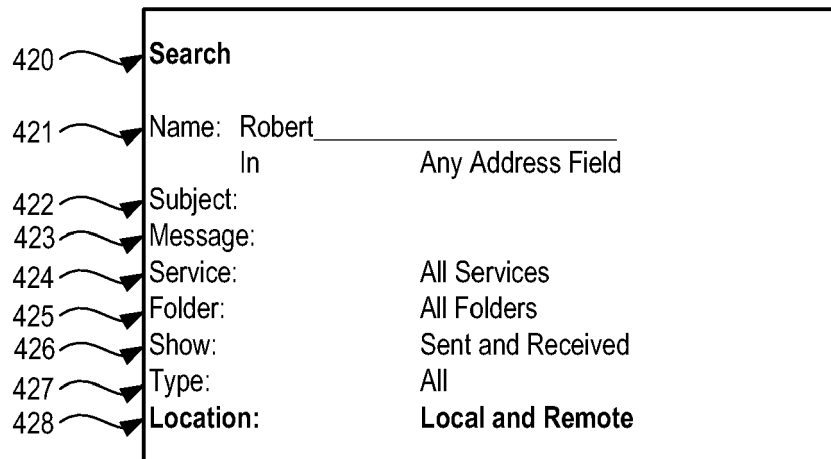 420 Search
421 Name: Robert
In Any Address Field
422 Subject:
423 Message:
424 Service: All Services
425 Folder: All Folders
426 Show: Sent and Received
427 Type: All
428 Location: Local and Remote